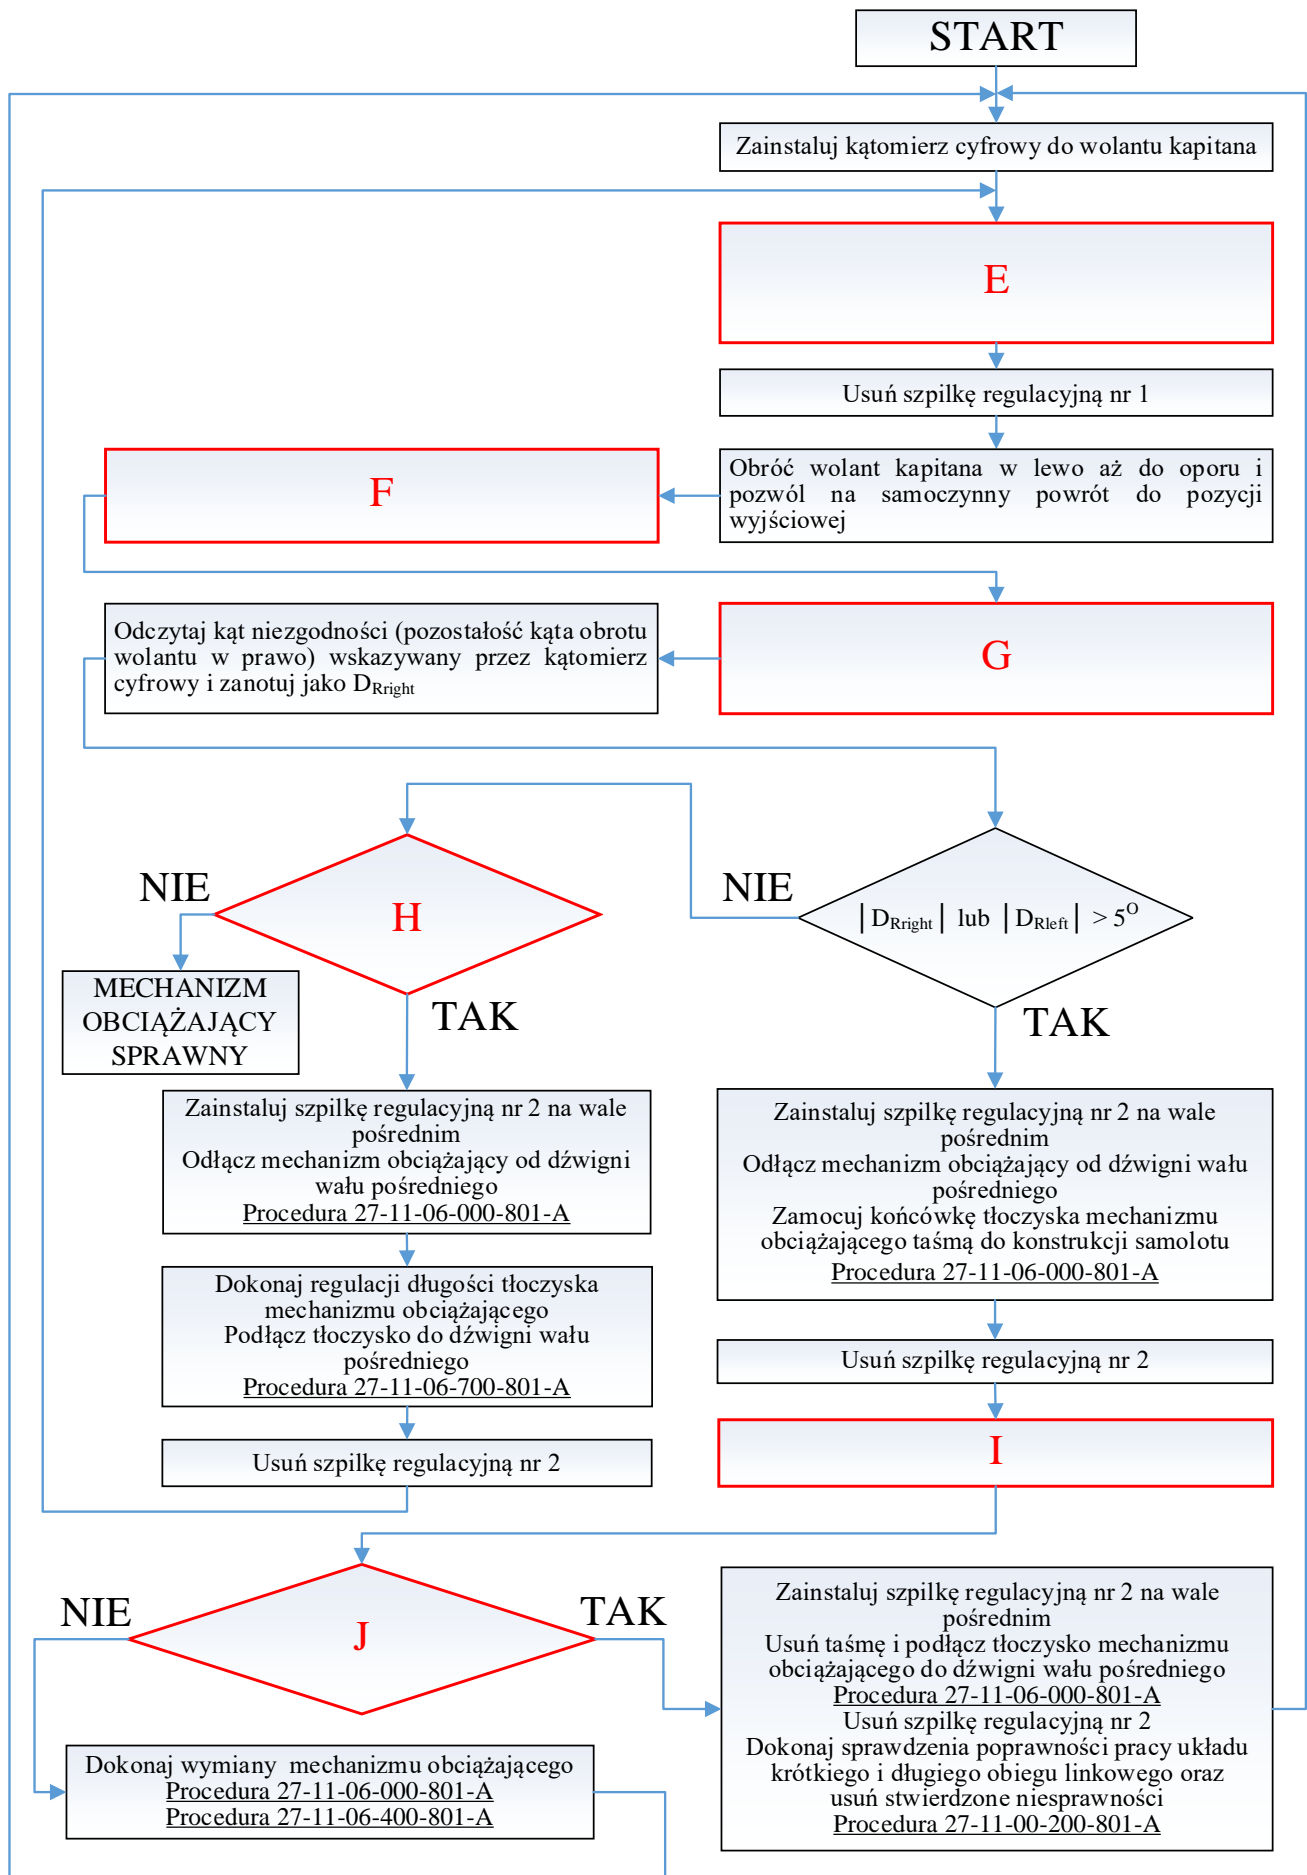 START
Zainstaluj kątomierz cyfrowy do wolantu kapitana
E
Usuń szpilkę regulacyjną nr 1
Obróć wolant kapitana w lewo aż do oporu i
pozwól na samoczynny powrót do pozycji
wyjściowej
F
G
Odczytaj kąt niezgodności (pozostałość kąta obrotu
wolantu w prawo) wskazywany przez kątomierz
cyfrowy i zanotuj jako DRright
|DRright| lub |DRleft| > 5O
NIE
TAK
H
NIE
TAK
MECHANIZM
OBCIĄŻAJĄCY
SPRAWNY
Zainstaluj szpilkę regulacyjną nr 2 na wale
pośrednim
Odłącz mechanizm obciążający od dźwigni
wału pośredniego
Procedura 27-11-06-000-801-A
Dokonaj regulacji długości tłoczyska
mechanizmu obciążającego
Podłącz tłoczysko do dźwigni wału
pośredniego
Procedura 27-11-06-700-801-A
Usuń szpilkę regulacyjną nr 2
Zainstaluj szpilkę regulacyjną nr 2 na wale
pośrednim
Odłącz mechanizm obciążający od dźwigni wału
pośredniego
Zamocuj końcówkę tłoczyska mechanizmu
obciążającego taśmą do konstrukcji samolotu
Procedura 27-11-06-000-801-A
Usuń szpilkę regulacyjną nr 2
I
J
NIE
TAK
Dokonaj wymiany mechanizmu obciążającego
Procedura 27-11-06-000-801-A
Procedura 27-11-06-400-801-A
Zainstaluj szpilkę regulacyjną nr 2 na wale
pośrednim
Usuń taśmę i podłącz tłoczysko mechanizmu
obciążającego do dźwigni wału pośredniego
Procedura 27-11-06-000-801-A
Usuń szpilkę regulacyjną nr 2
Dokonaj sprawdzenia poprawności pracy układu
krótkiego i długiego obiegu linkowego oraz
usuń stwierdzone niesprawności
Procedura 27-11-00-200-801-A